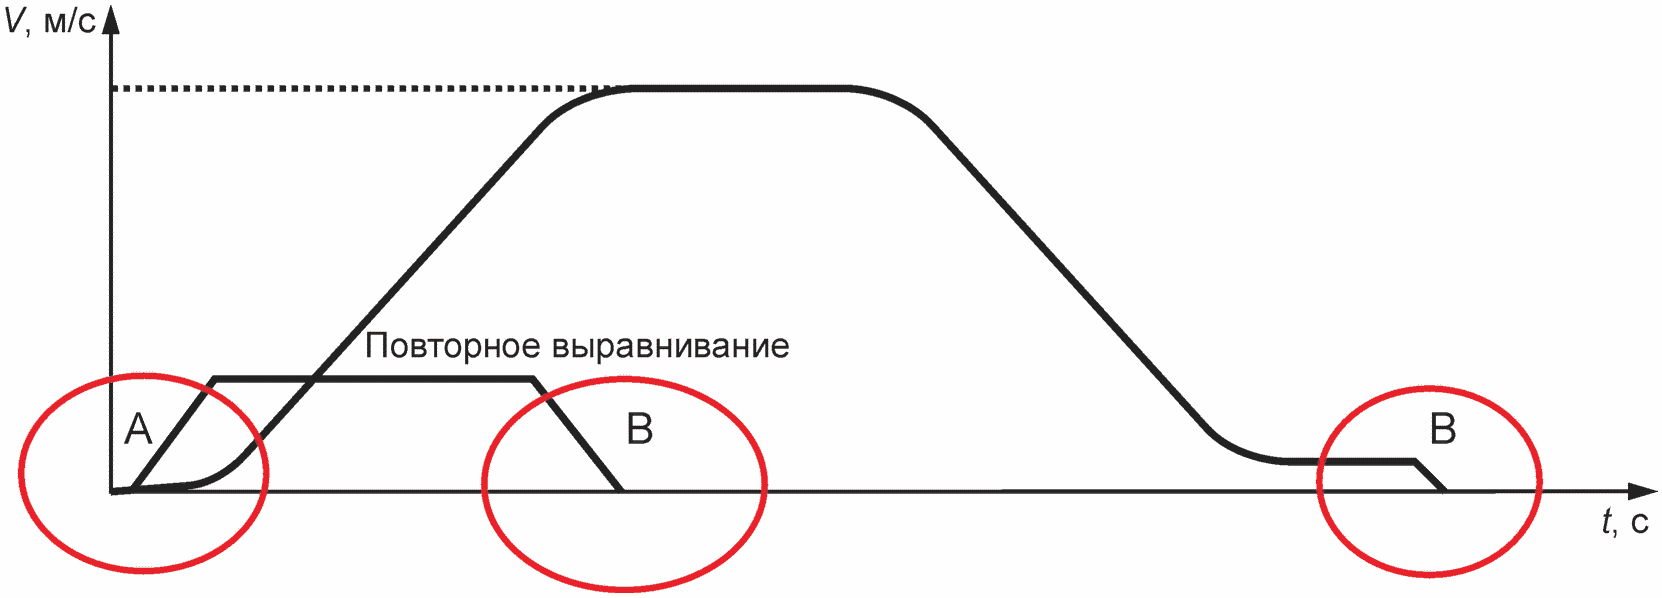 V, м/с
Повторное выравнивание
А
В
В
t, с